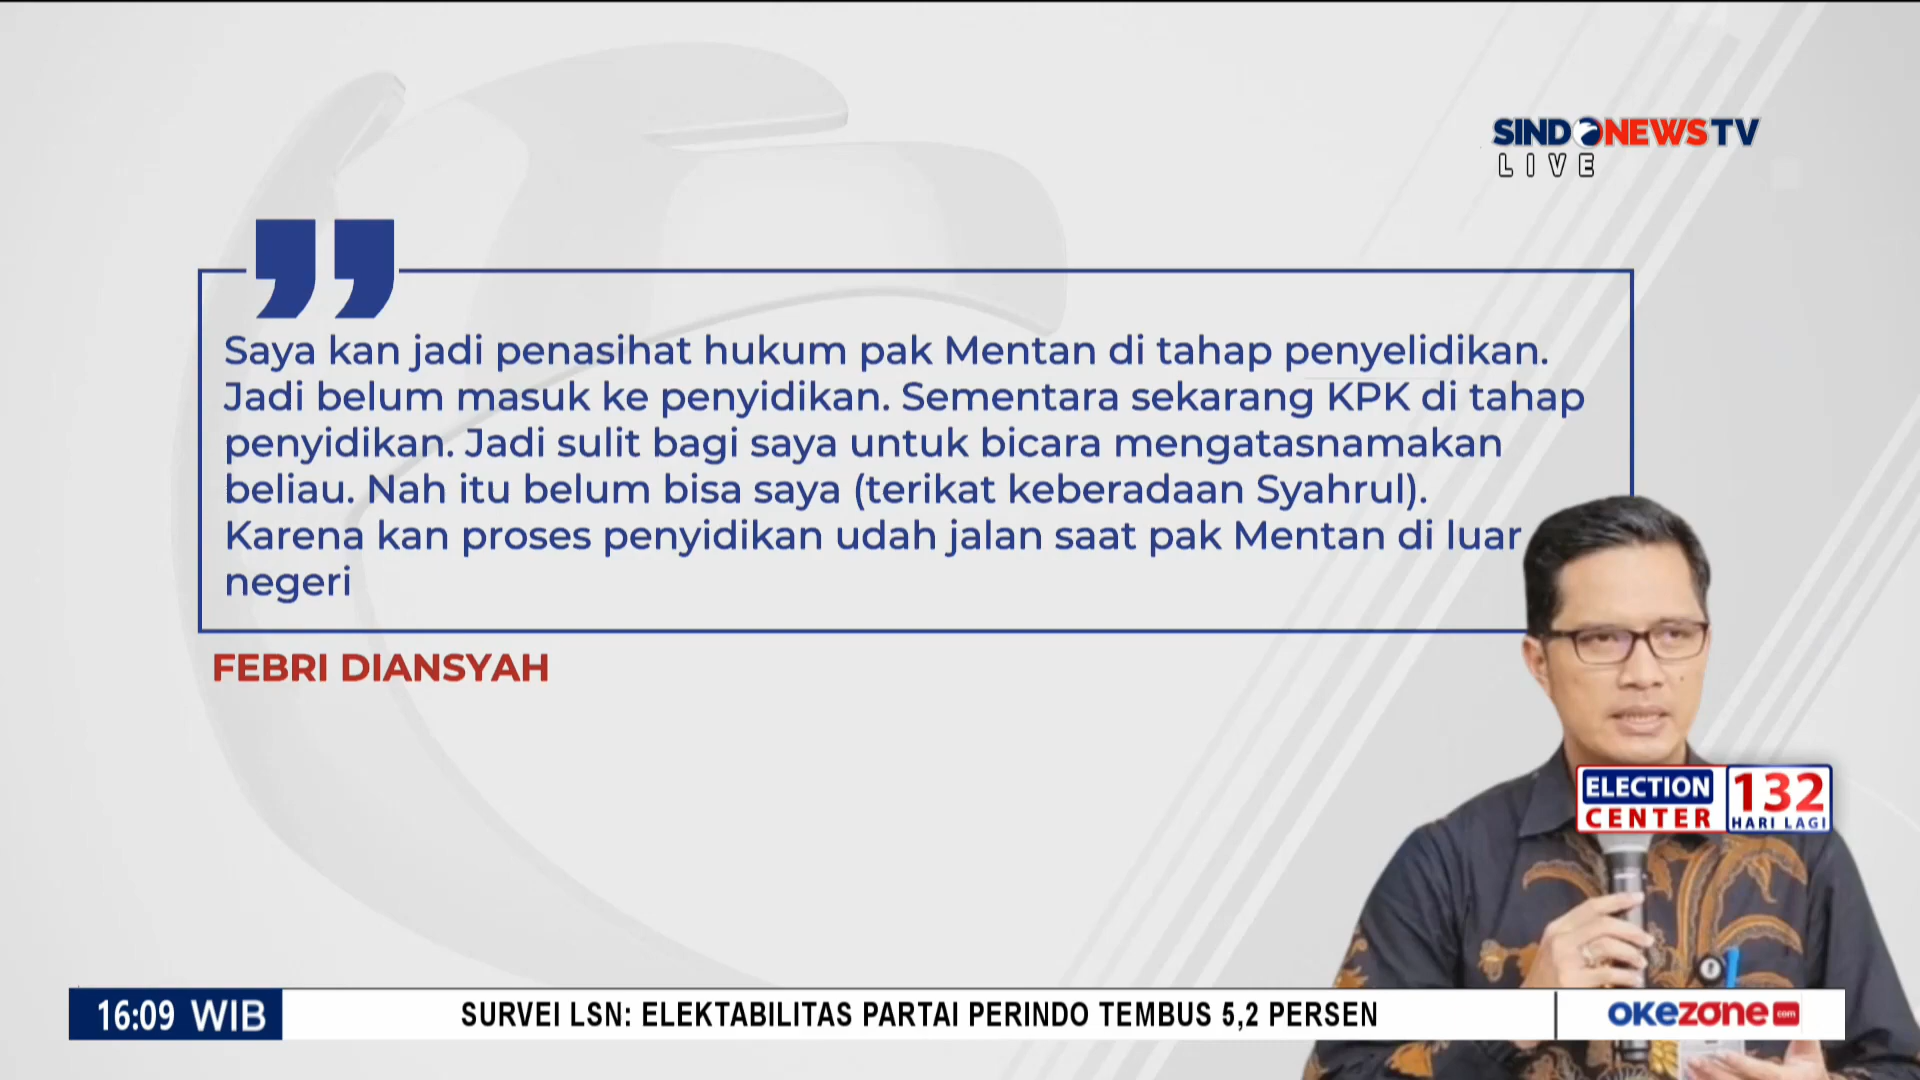 SINDONEWS TV
LIVE
Saya kan jadi penasihat hukum pak Mentan di tahap penyelidikan.
Jadi belum masuk ke penyidikan. Sementara sekarang KPK di tahap
penyidikan. Jadi sulit bagi saya untuk bicara mengatasnamakan
beliau. Nah itu belum bisa saya (terikat keberadaan Syahrul).
Karena kan proses penyidikan udah jalan saat pak Mentan di luar
negeri
FEBRI DIANSYAH
ELECTION
CENTER
132
HARI LAGI
16:09 WIB
SURVEI LSN: ELEKTABILITAS PARTAI PERINDO TEMBUS 5,2 PERSEN
okezone.com